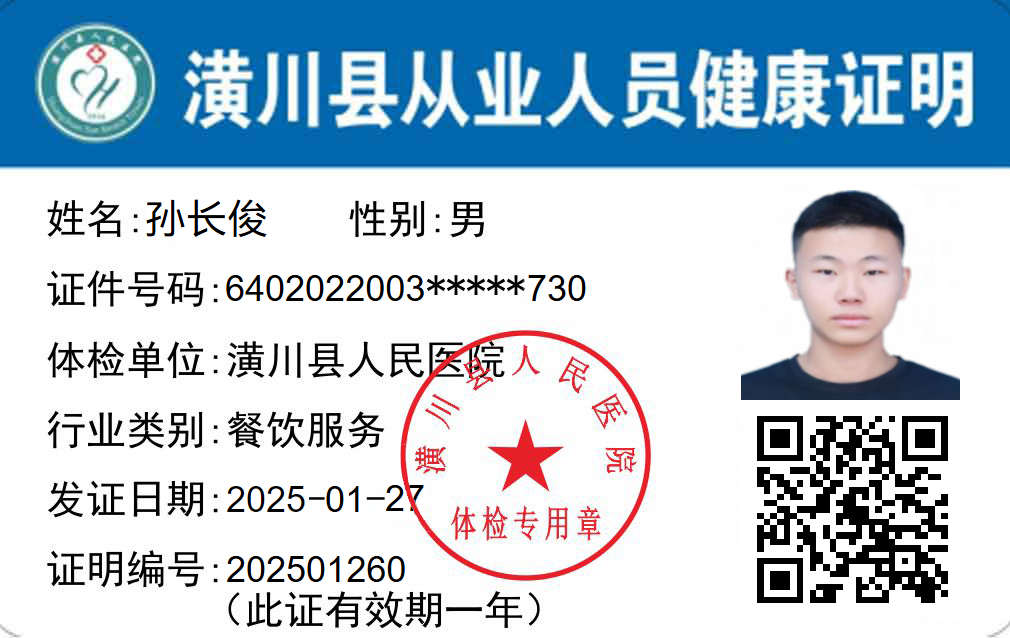 潢川县从业人员健康证明
姓名:孙长俊 性别:男
证件号码:6402022003*****730
体检单位:潢川县人民医院
行业类别:餐饮服务
发证日期:2025-01-27
证明编号:202501260
（此证有效期一年）
潢川县人民医院
体检专用章